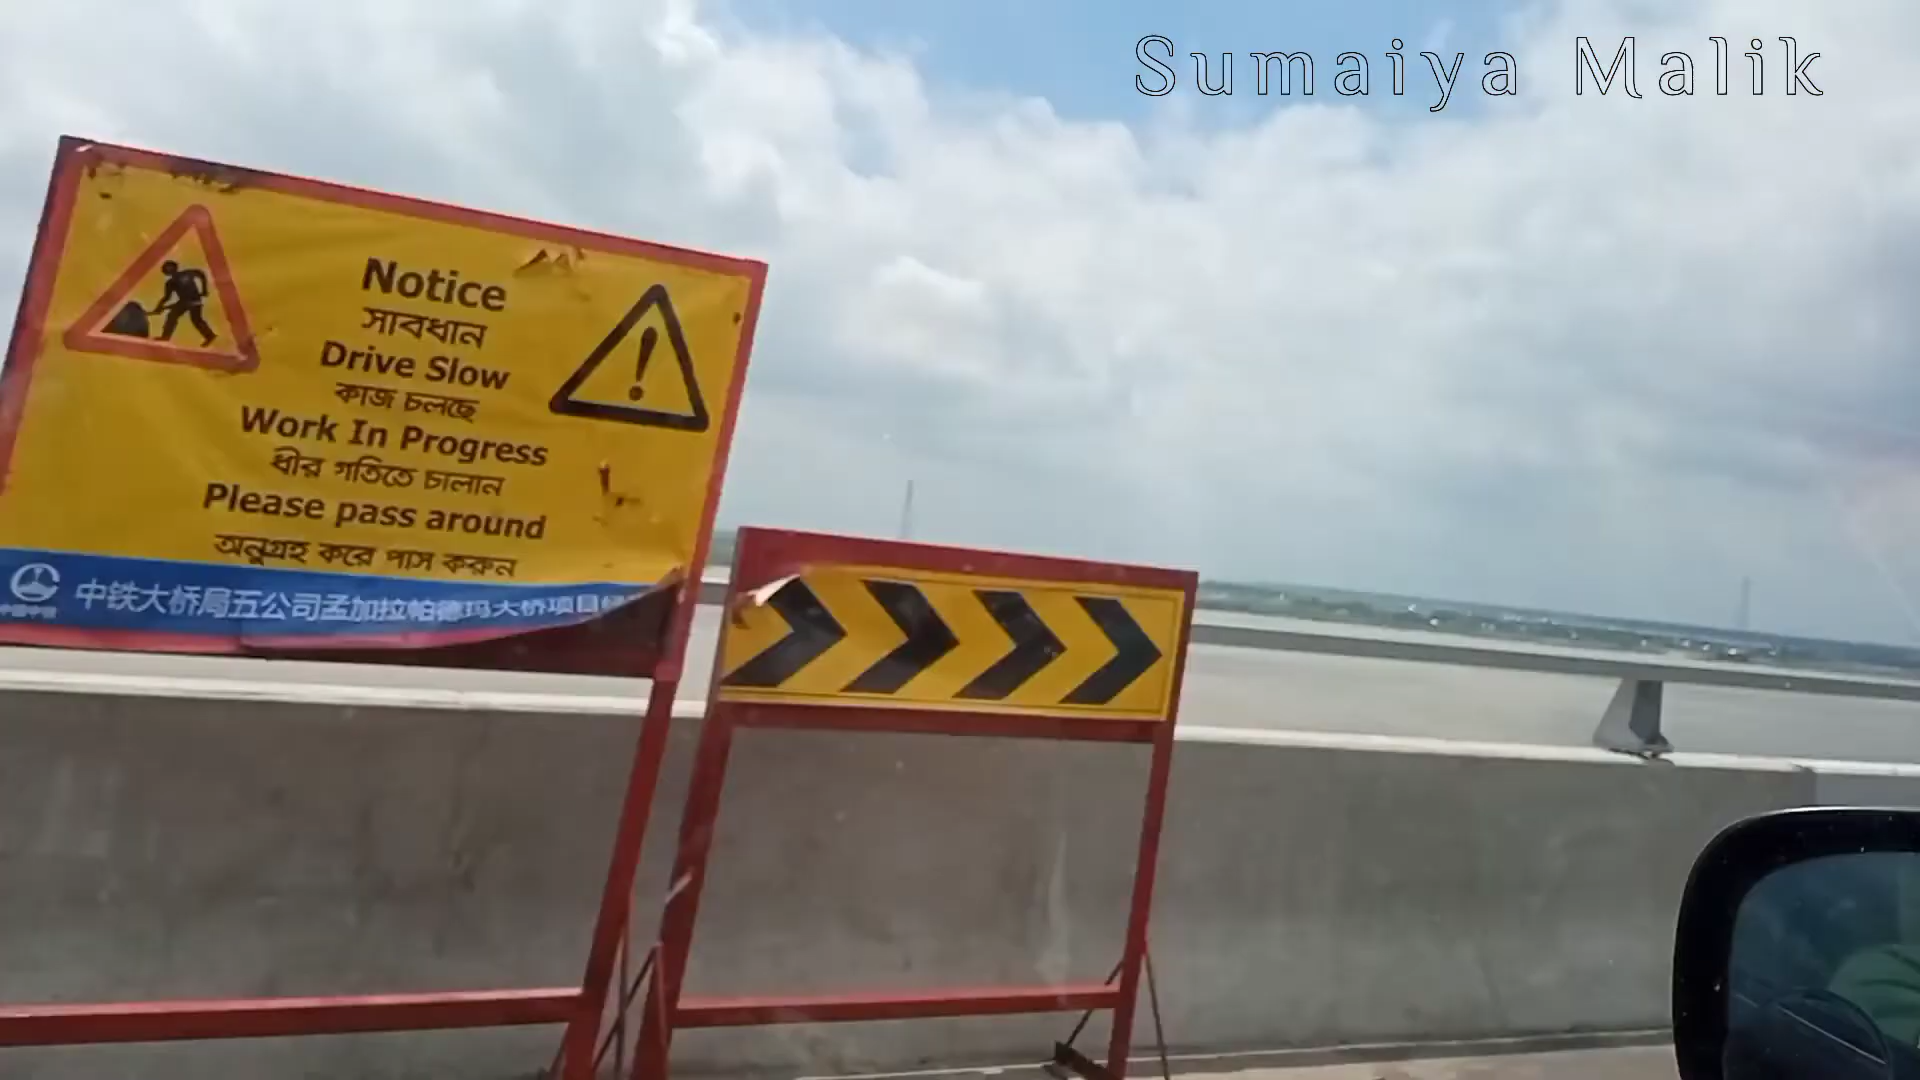 Sumaiya Malik
Notice
সাবধান
Drive Slow
কাজ চলছে
Work In Progress
ধীর গতিতে চালান
Please pass around
অনুগ্রহ করে পাস করুন
中铁大桥局五公司孟加拉帕德玛大桥项目